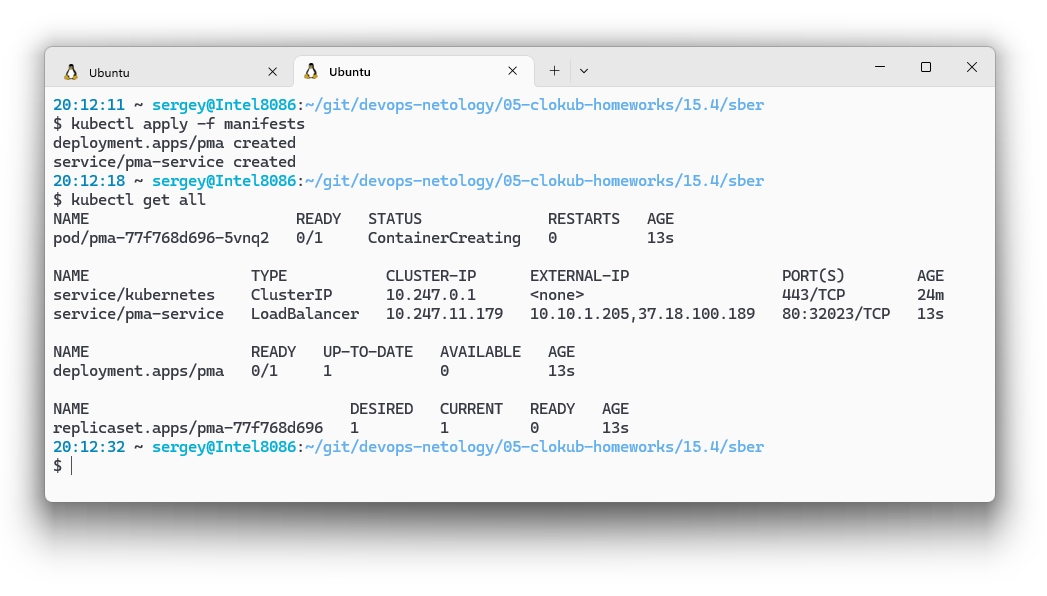 Ubuntu
Ubuntu
20:12:11 ~ sergey@Intel8086:~/git/devops-netology/05-clokub-homeworks/15.4/sber
$ kubectl apply -f manifests
deployment.apps/pma created
service/pma-service created
20:12:18 ~ sergey@Intel8086:~/git/devops-netology/05-clokub-homeworks/15.4/sber
$ kubectl get all
NAME                       READY   STATUS              RESTARTS   AGE
pod/pma-77f768d696-5vnq2   0/1     ContainerCreating   0          13s

NAME                  TYPE           CLUSTER-IP      EXTERNAL-IP                 PORT(S)        AGE
service/kubernetes    ClusterIP      10.247.0.1      <none>                      443/TCP        24m
service/pma-service   LoadBalancer   10.247.11.179   10.10.1.205,37.18.100.189   80:32023/TCP   13s

NAME                  READY   UP-TO-DATE   AVAILABLE   AGE
deployment.apps/pma   0/1     1            0           13s

NAME                             DESIRED   CURRENT   READY   AGE
replicaset.apps/pma-77f768d696   1         1         0       13s
20:12:32 ~ sergey@Intel8086:~/git/devops-netology/05-clokub-homeworks/15.4/sber
$